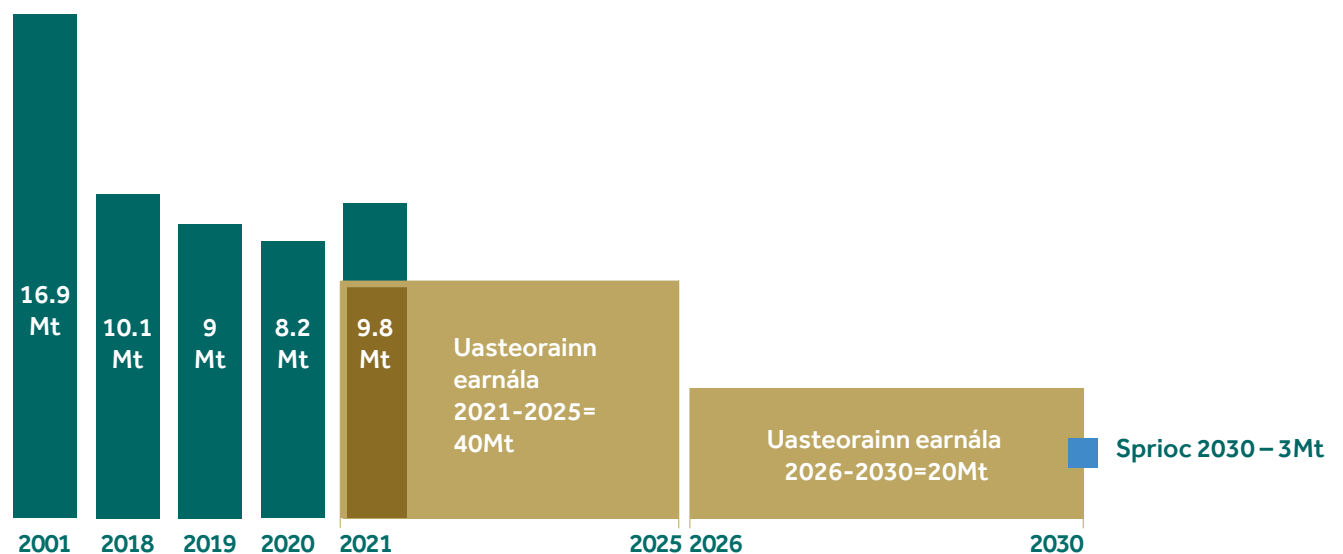 16.9
Mt
10.1
Mt
9
Mt
8.2
Mt
9.8
Mt
Uasteorainn
earnála
2021-2025=
40Mt
Uasteorainn earnála
2026-2030=20Mt
Sprioc 2030 – 3Mt
2001
2018
2019
2020
2021
2025
2026
2030